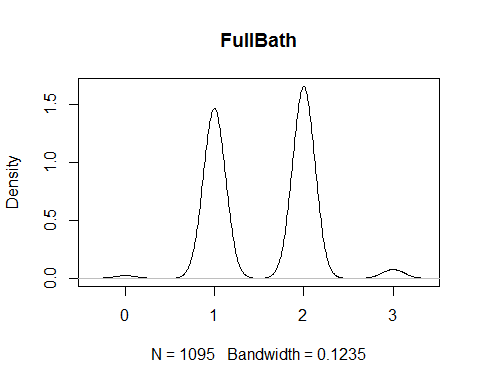 FullBath
Density
1.5
1.0
0.5
0.0
0 1 2 3
N = 1095 Bandwidth = 0.1235